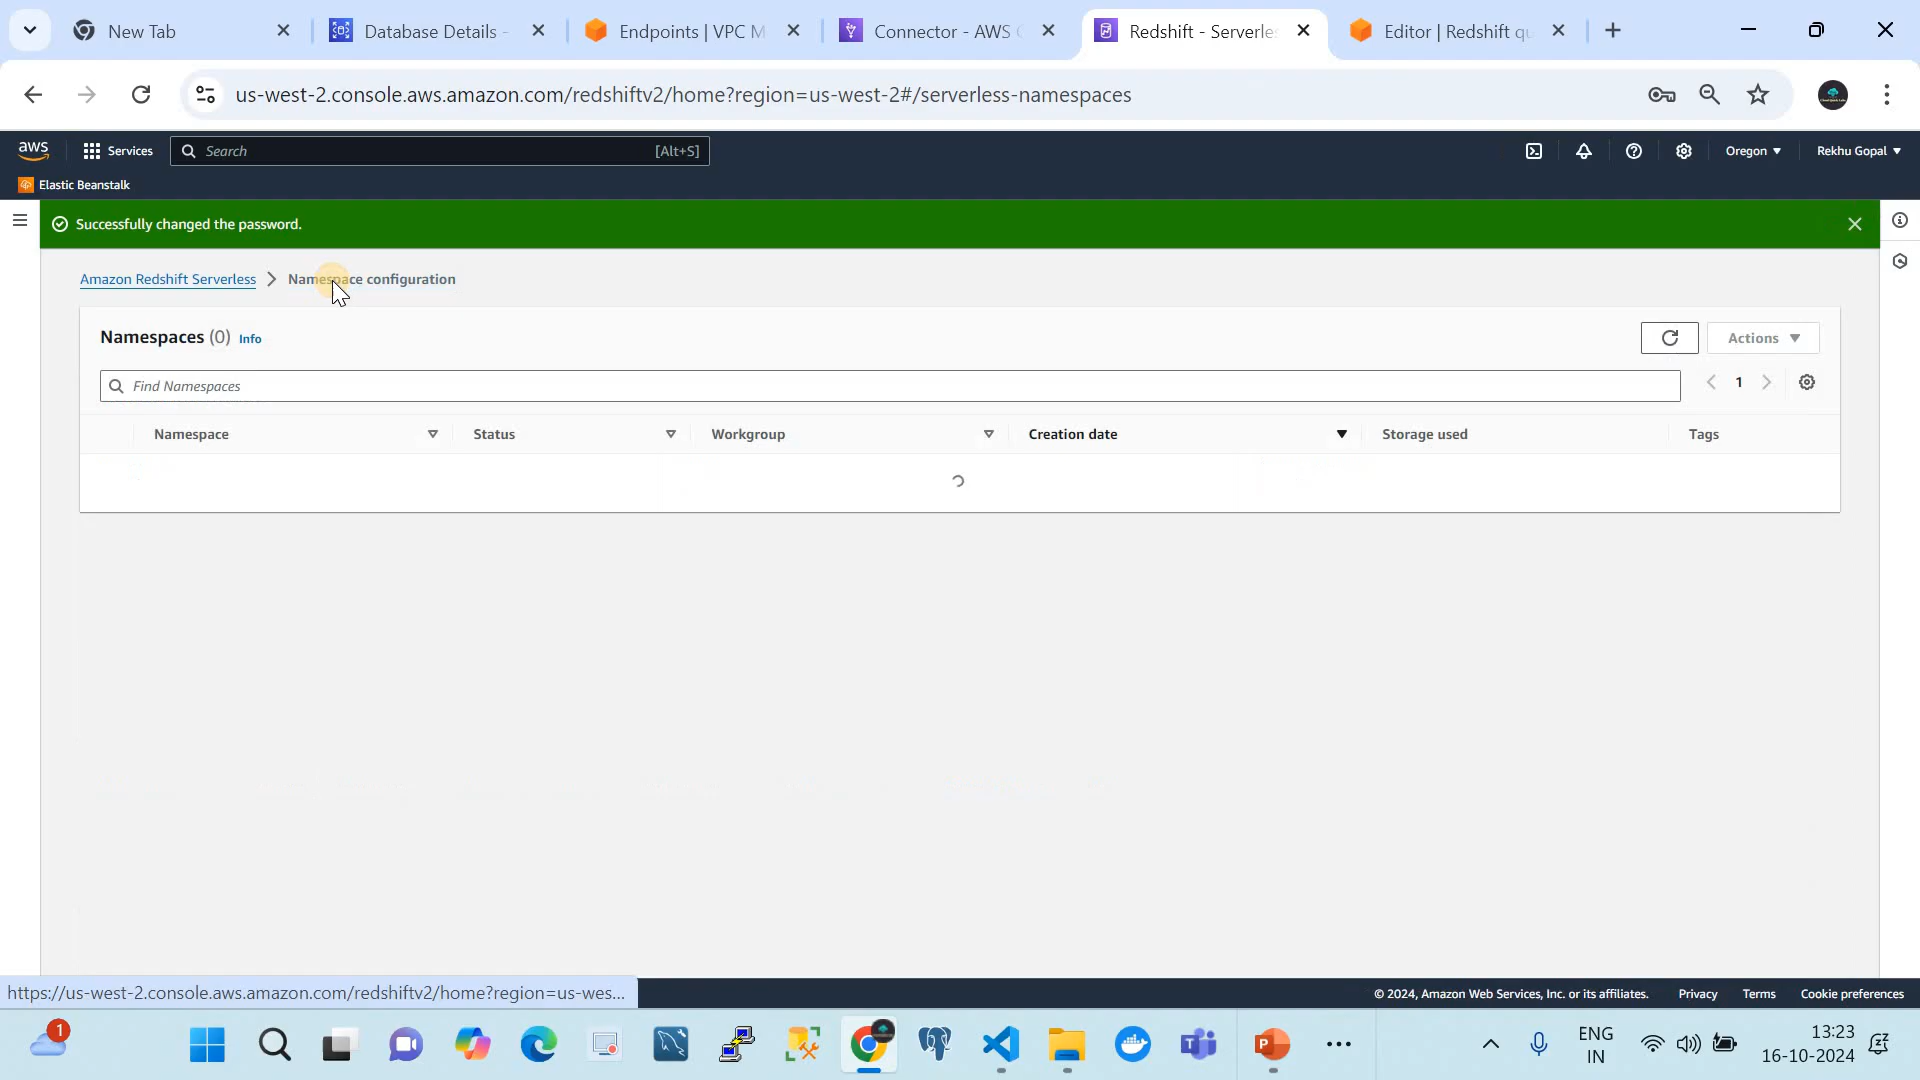 New Tab
Database Details -
Endpoints | VPC M
Connector - AWS
Redshift - Serverle
Editor | Redshift qu
us-west-2.console.aws.amazon.com/redshiftv2/home?region=us-west-2#/serverless-namespaces
aws
Services
Search
[Alt+S]
Oregon
Rekhu Gopal
Elastic Beanstalk
Successfully changed the password.
Amazon Redshift Serverless
Namespace configuration
Namespaces (0) Info
Actions
Find Namespaces
1
Namespace
Status
Workgroup
Creation date
Storage used
Tags
https://us-west-2.console.aws.amazon.com/redshiftv2/home?region=us-wes...
© 2024, Amazon Web Services, Inc. or its affiliates.
Privacy
Terms
Cookie preferences
1
ENG
IN
13:23
16-10-2024